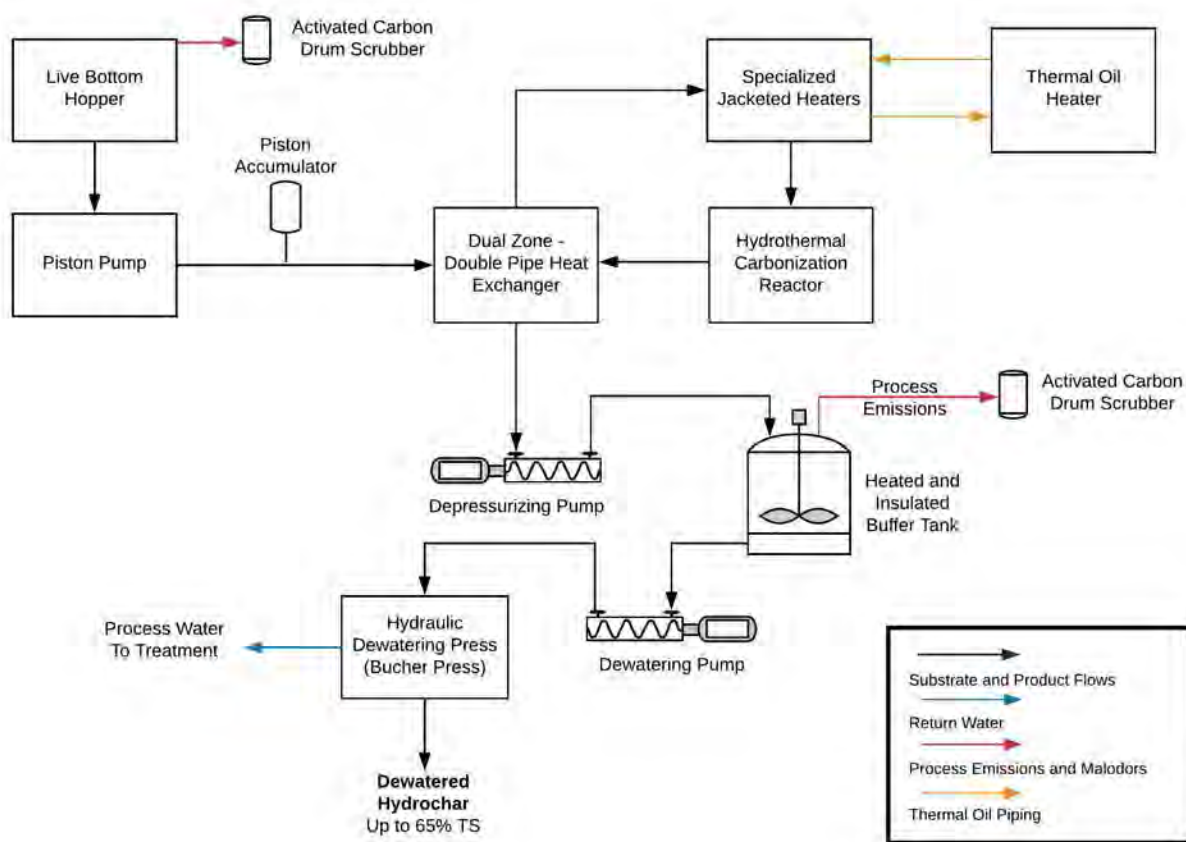 Live Bottom
Hopper
Activated Carbon
Drum Scrubber
Specialized
Jacketed Heaters
Thermal Oil
Heater
Piston
Accumulator
Piston Pump
Dual Zone -
Double Pipe Heat
Exchanger
Hydrothermal
Carbonization
Reactor
Process
Emissions
Activated Carbon
Drum Scrubber
Depressurizing Pump
Heated and
Insulated
Buffer Tank
Process Water
To Treatment
Hydraulic
Dewatering Press
(Bucher Press)
Dewatering Pump
Dewatered
Hydrochar
Up to 65% TS
Substrate and Product Flows
Return Water
Process Emissions and Malodors
Thermal Oil Piping